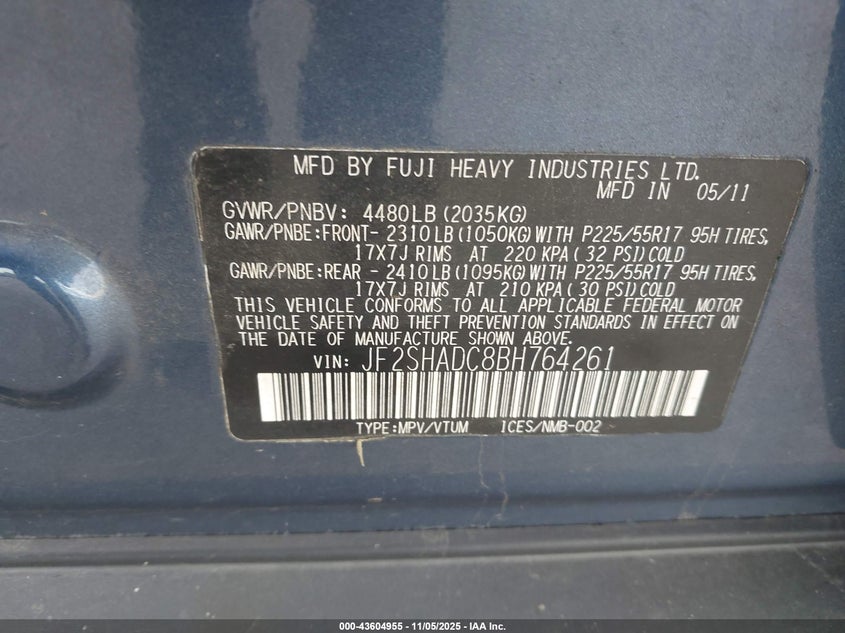 MFD BY FUJI HEAVY INDUSTRIES LTD.
MFD IN 05/11
GVWR/PNBV: 4480LB (2035KG)
GAWR/PNBE:FRONT- 2310LB (1050KG) WITH P225/55R17 95H TIRES,
17X7J RIMS AT 220 KPA ( 32 PSI) COLD
GAWR/PNBE:REAR - 2410LB (1095KG) WITH P225/55R17 95H TIRES,
17X7J RIMS AT 210 KPA ( 30 PSI) COLD
THIS VEHICLE CONFORMS TO ALL APPLICABLE FEDERAL MOTOR
VEHICLE SAFETY AND THEFT PREVENTION STANDARDS IN EFFECT ON
THE DATE OF MANUFACTURE SHOWN ABOVE.
VIN: JF2SHADC8BH764261
TYPE:MPV/VTUM ICES/NMB-002
000-43604955 - 11/05/2025 - IAA Inc.